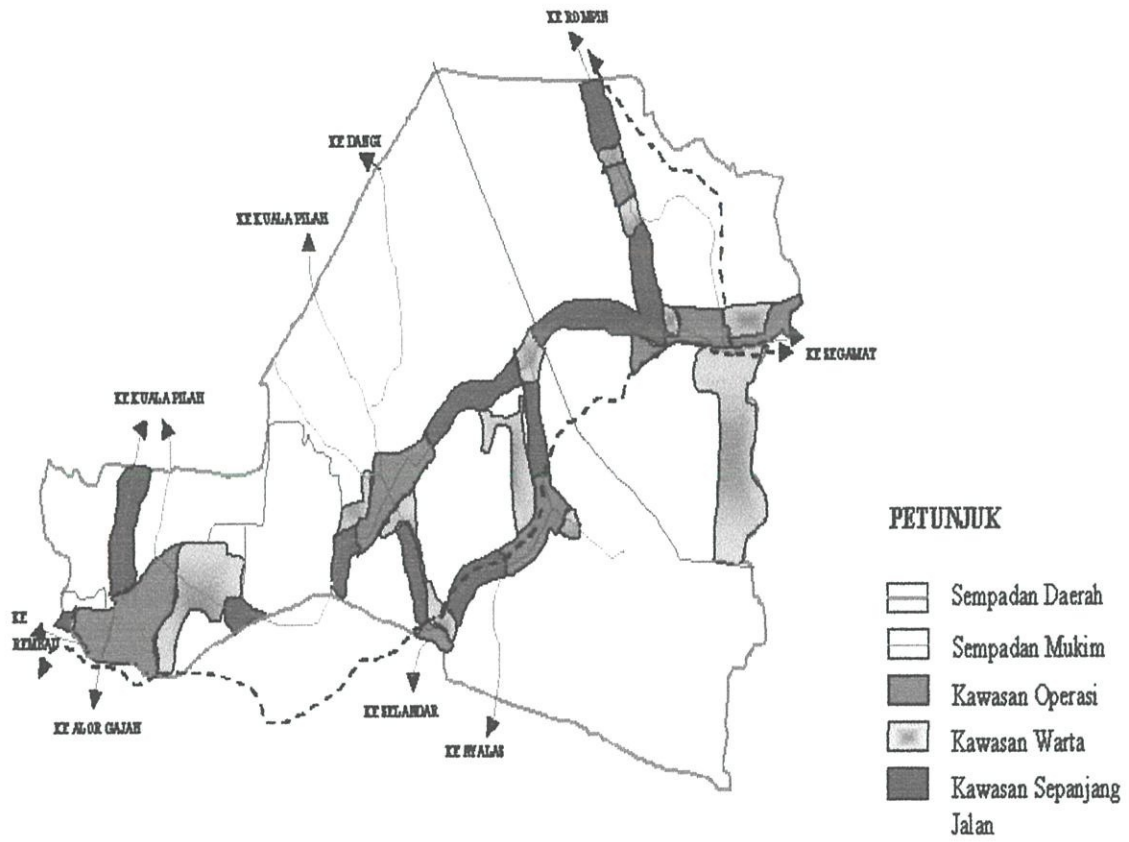 KE ROMPIN
KE DANGI
KE KUALA PILAH
KE KUALA PILAH
KE SEGAMAT
KE
REMBAU
KE ALOR GAJAH
KE SELANDAR
KE NYALAS
PETUNJUK
Sempadan Daerah
Sempadan Mukim
Kawasan Operasi
Kawasan Warta
Kawasan Sepanjang
Jalan